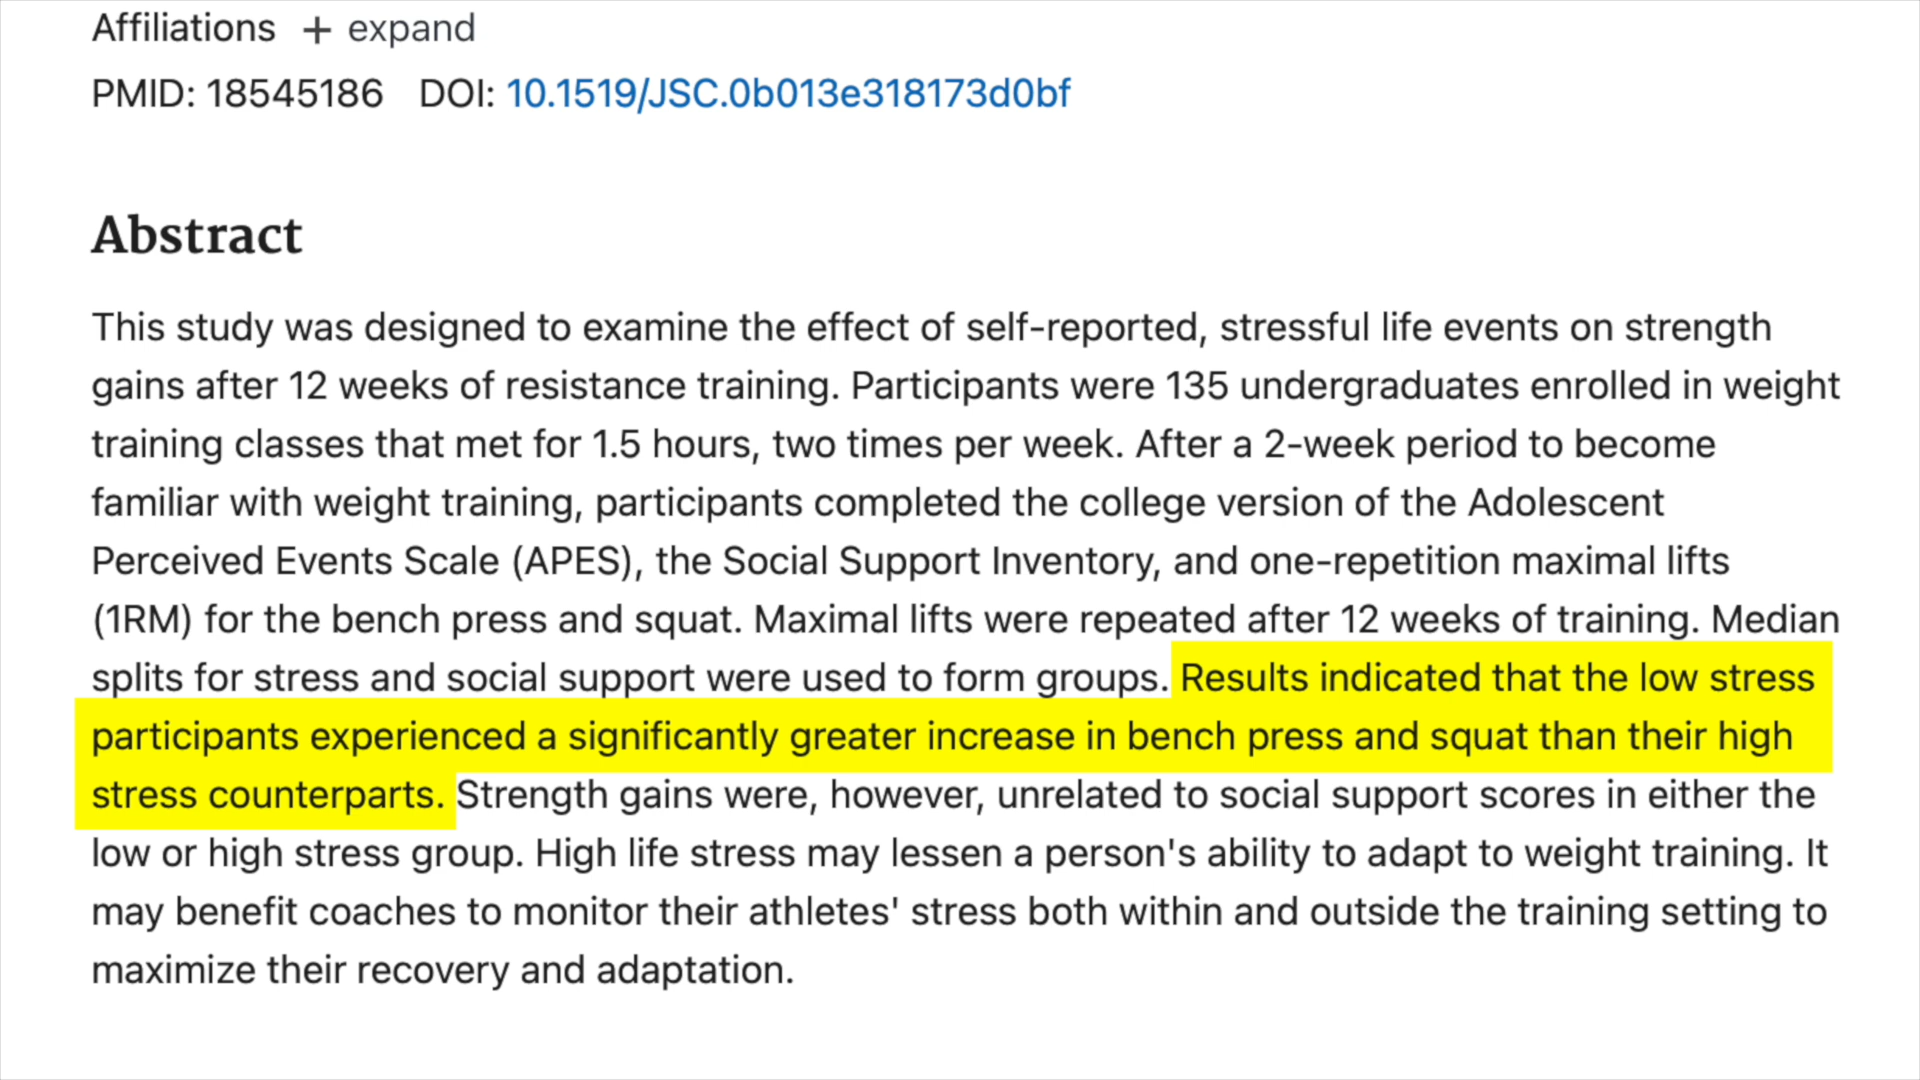 Affiliations + expand
PMID: 18545186 DOI: 10.1519/JSC.0b013e318173d0bf
Abstract
This study was designed to examine the effect of self-reported, stressful life events on strength
gains after 12 weeks of resistance training. Participants were 135 undergraduates enrolled in weight
training classes that met for 1.5 hours, two times per week. After a 2-week period to become
familiar with weight training, participants completed the college version of the Adolescent
Perceived Events Scale (APES), the Social Support Inventory, and one-repetition maximal lifts
(1RM) for the bench press and squat. Maximal lifts were repeated after 12 weeks of training. Median
splits for stress and social support were used to form groups. Results indicated that the low stress
participants experienced a significantly greater increase in bench press and squat than their high
stress counterparts. Strength gains were, however, unrelated to social support scores in either the
low or high stress group. High life stress may lessen a person's ability to adapt to weight training. It
may benefit coaches to monitor their athletes' stress both within and outside the training setting to
maximize their recovery and adaptation.